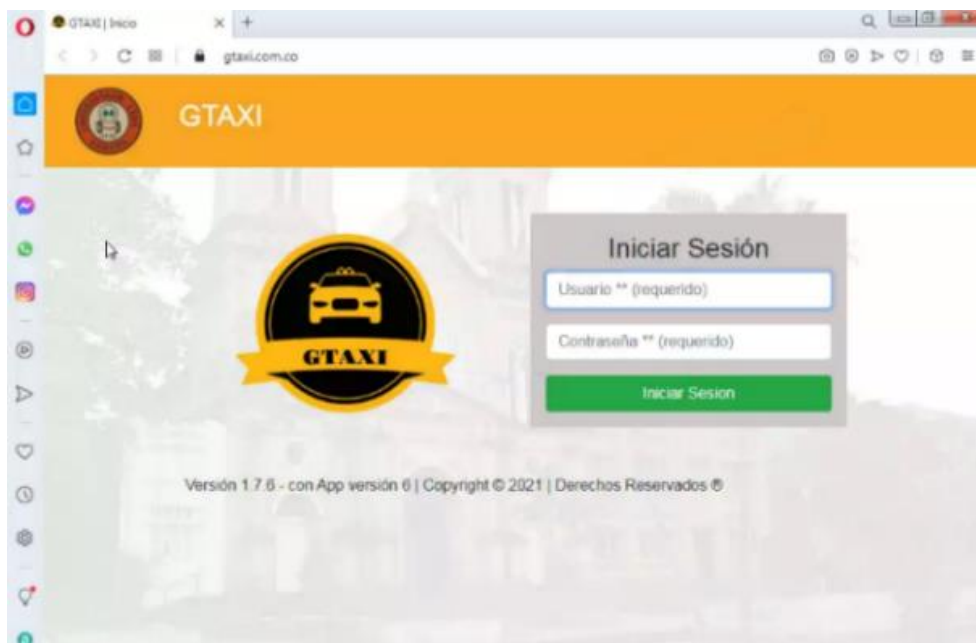 GTAXI | Inicio
gtaxi.com.co
GTAXI
Iniciar Sesión
Usuario ** (requerido)
Contraseña ** (requerido)
Iniciar Sesion
GTAXI
Versión 1.7.6 - con App versión 6 | Copyright © 2021 | Derechos Reservados ®